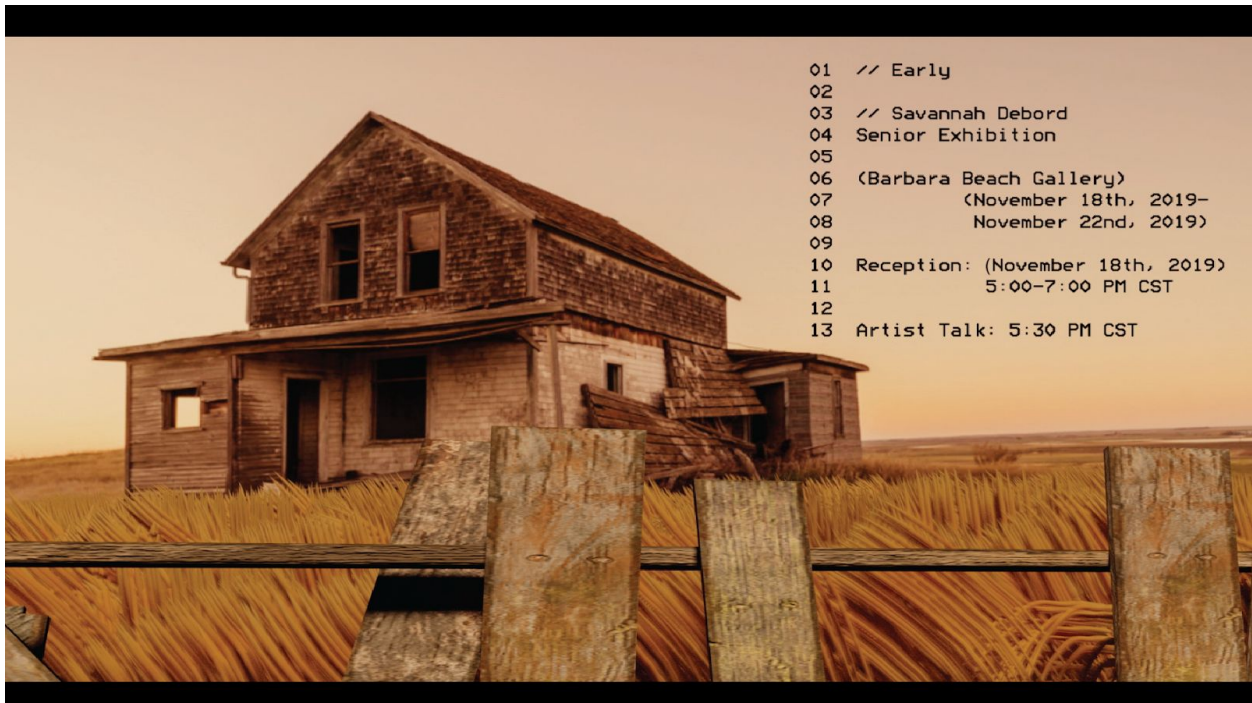 01 // Early
02
03 // Savannah Debord
04 Senior Exhibition
05
06 (Barbara Beach Gallery)
07 (November 18th, 2019-
08 November 22nd, 2019)
09
10 Reception: (November 18th, 2019)
11 5:00-7:00 PM CST
12
13 Artist Talk: 5:30 PM CST